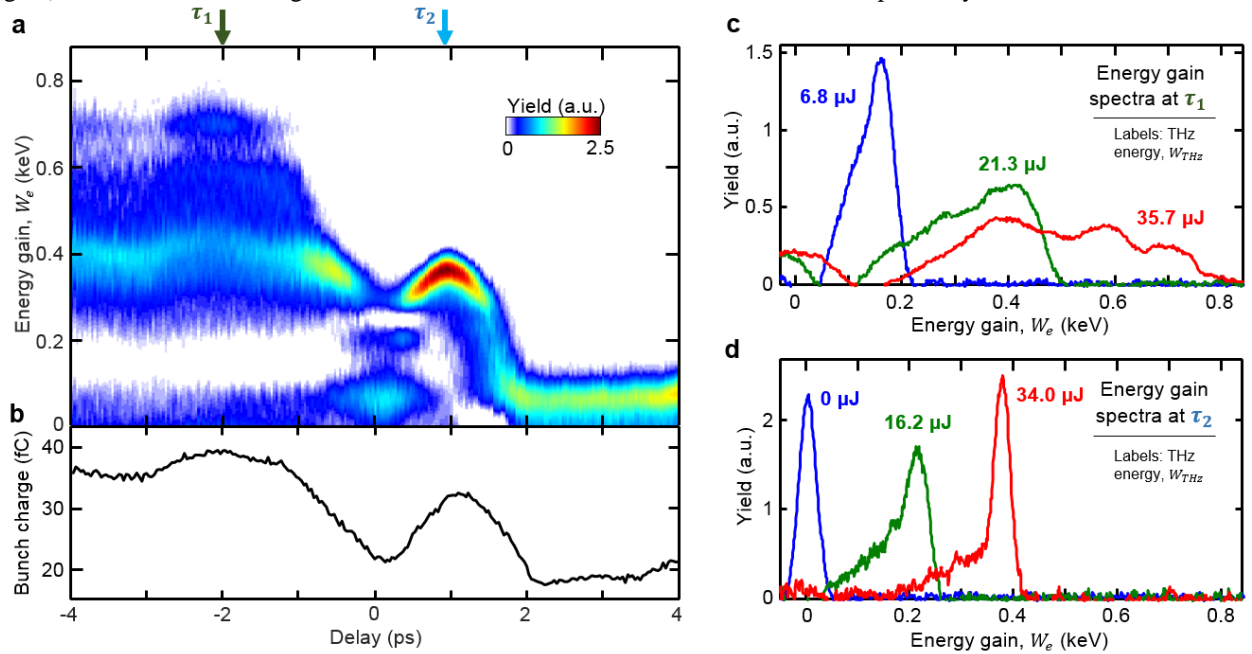 τ1 τ2
a
0.8
0.6
0.4
0.2
0
Energy gain, We (keV)
Yield (a.u.)
0 2.5
b
40
30
20
Bunch charge (fC)
-4 -2 0 2 4
Delay (ps)
c
1.5
1
0.5
0
Yield (a.u.)
6.8 µJ
21.3 µJ
35.7 µJ
Energy gain
spectra at τ1
Labels: THz
energy, WTHz
0 0.2 0.4 0.6 0.8
Energy gain, We (keV)
d
2
1
0
Yield (a.u.)
0 µJ
16.2 µJ
34.0 µJ
Energy gain
spectra at τ2
Labels: THz
energy, WTHz
0 0.2 0.4 0.6 0.8
Energy gain, We (keV)